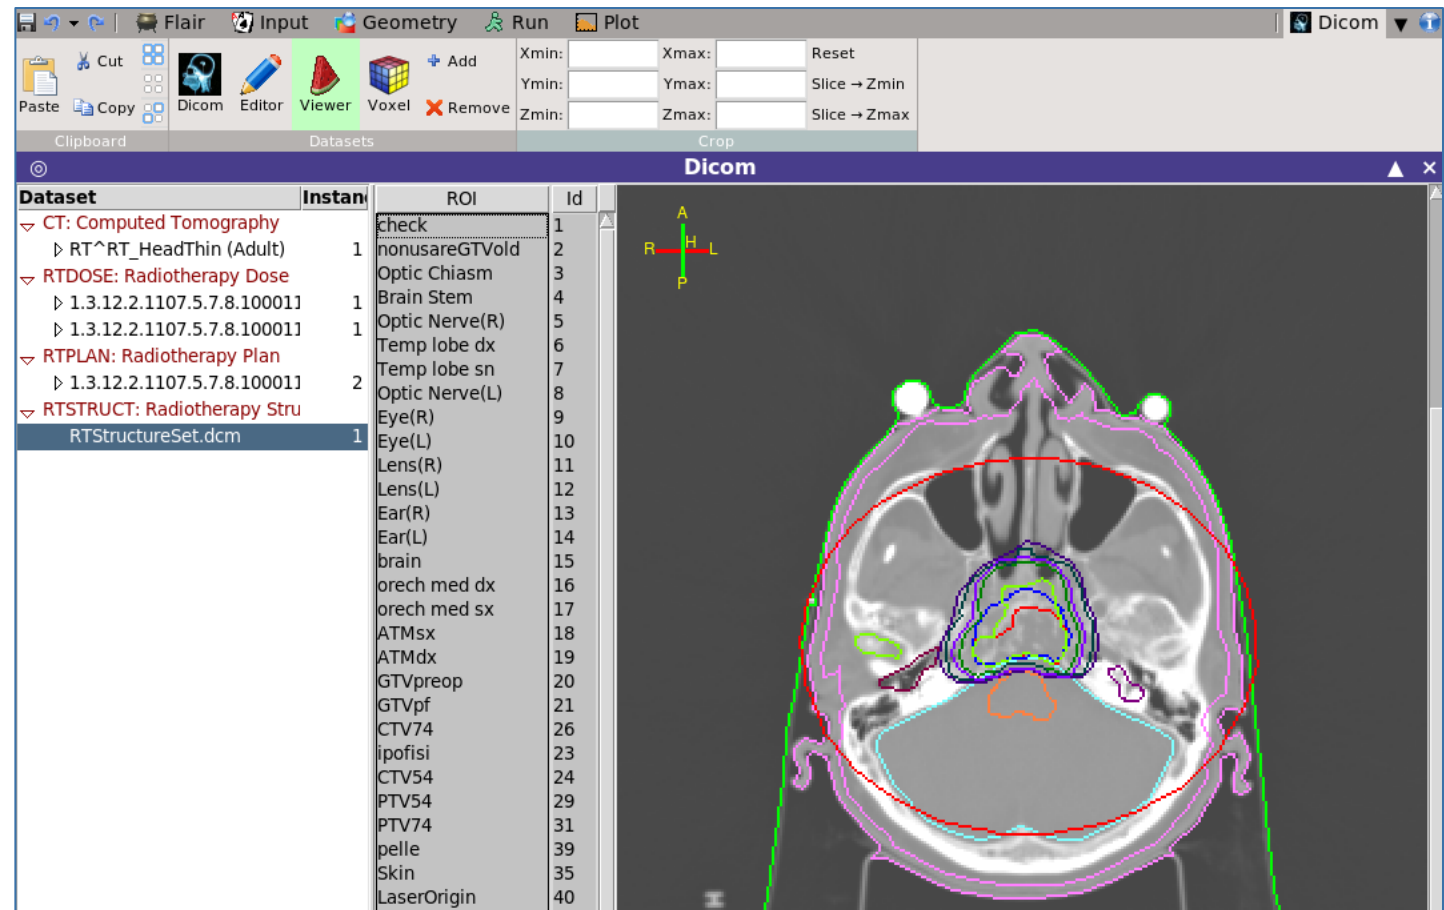 Flair Input Geometry Run Plot Dicom
Paste Cut Copy
Dicom Editor Viewer Voxel
Add
Remove
Xmin: Xmax: Reset
Ymin: Ymax: Slice → Zmin
Zmin: Zmax: Slice → Zmax
Clipboard Datasets Crop
Dicom
Dataset Instan
CT: Computed Tomography
RT^RT_HeadThin (Adult) 1
RTDOSE: Radiotherapy Dose
1.3.12.2.1107.5.7.8.100011 1
1.3.12.2.1107.5.7.8.100011 1
RTPLAN: Radiotherapy Plan
1.3.12.2.1107.5.7.8.100011 2
RTSTRUCT: Radiotherapy Stru
RTStructureSet.dcm 1
ROI Id
check 1
nonusareGTVold 2
Optic Chiasm 3
Brain Stem 4
Optic Nerve(R) 5
Temp lobe dx 6
Temp lobe sn 7
Optic Nerve(L) 8
Eye(R) 9
Eye(L) 10
Lens(R) 11
Lens(L) 12
Ear(R) 13
Ear(L) 14
brain 15
orech med dx 16
orech med sx 17
ATMsx 18
ATMdx 19
GTVpreop 20
GTVpf 21
CTV74 26
ipofisi 23
CTV54 24
PTV54 29
PTV74 31
pelle 39
Skin 35
LaserOrigin 40
A
R H L
P